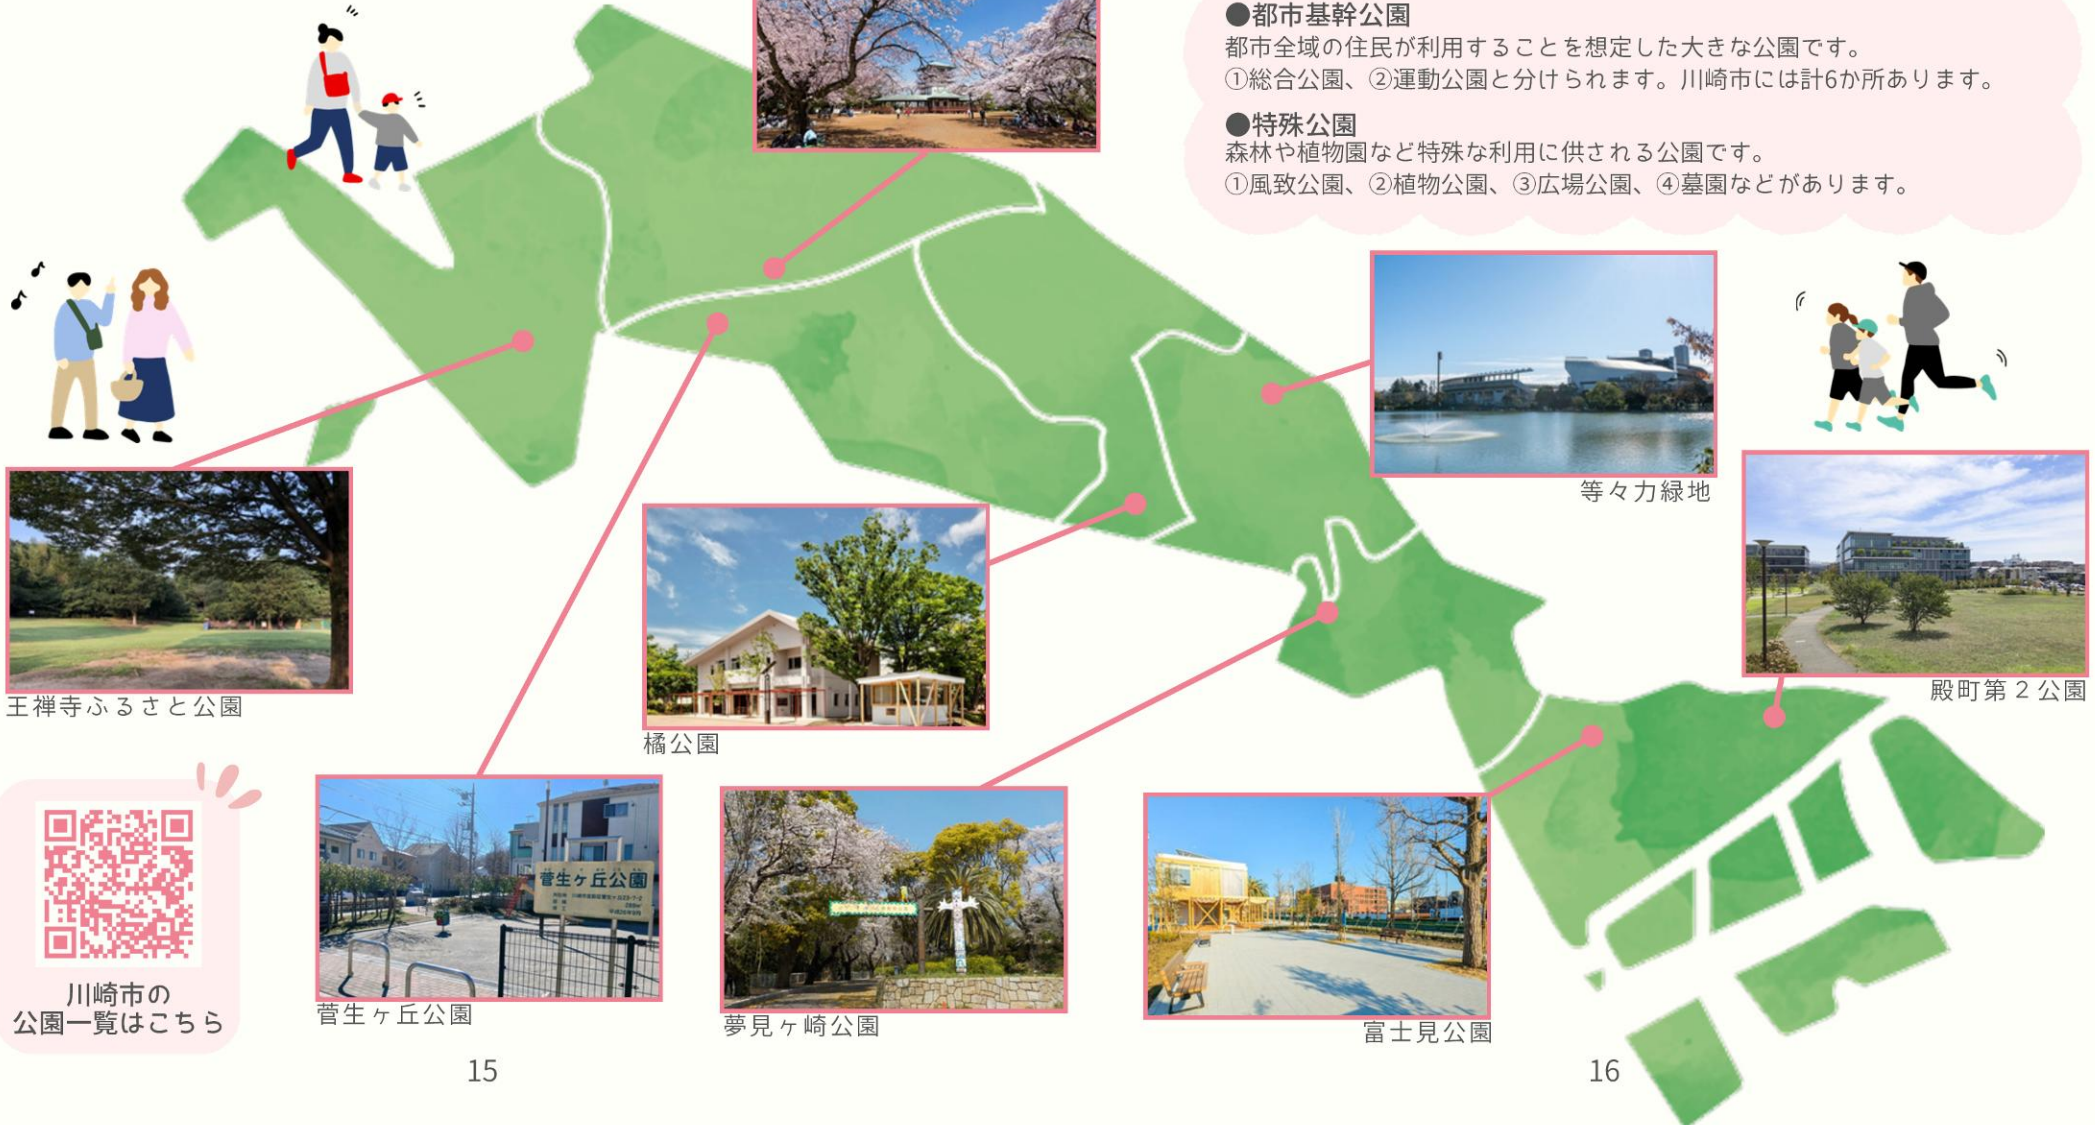 ●都市基幹公園
都市全域の住民が利用することを想定した大きな公園です。
①総合公園、②運動公園と分けられます。川崎市には計6か所あります。
●特殊公園
森林や植物園など特殊な利用に供される公園です。
①風致公園、②植物公園、③広場公園、④墓園などがあります。
等々力緑地
殿町第２公園
王禅寺ふるさと公園
橘公園
菅生ヶ丘公園
菅生ヶ丘公園
夢見ヶ崎公園
富士見公園
川崎市の
公園一覧はこちら
15
16